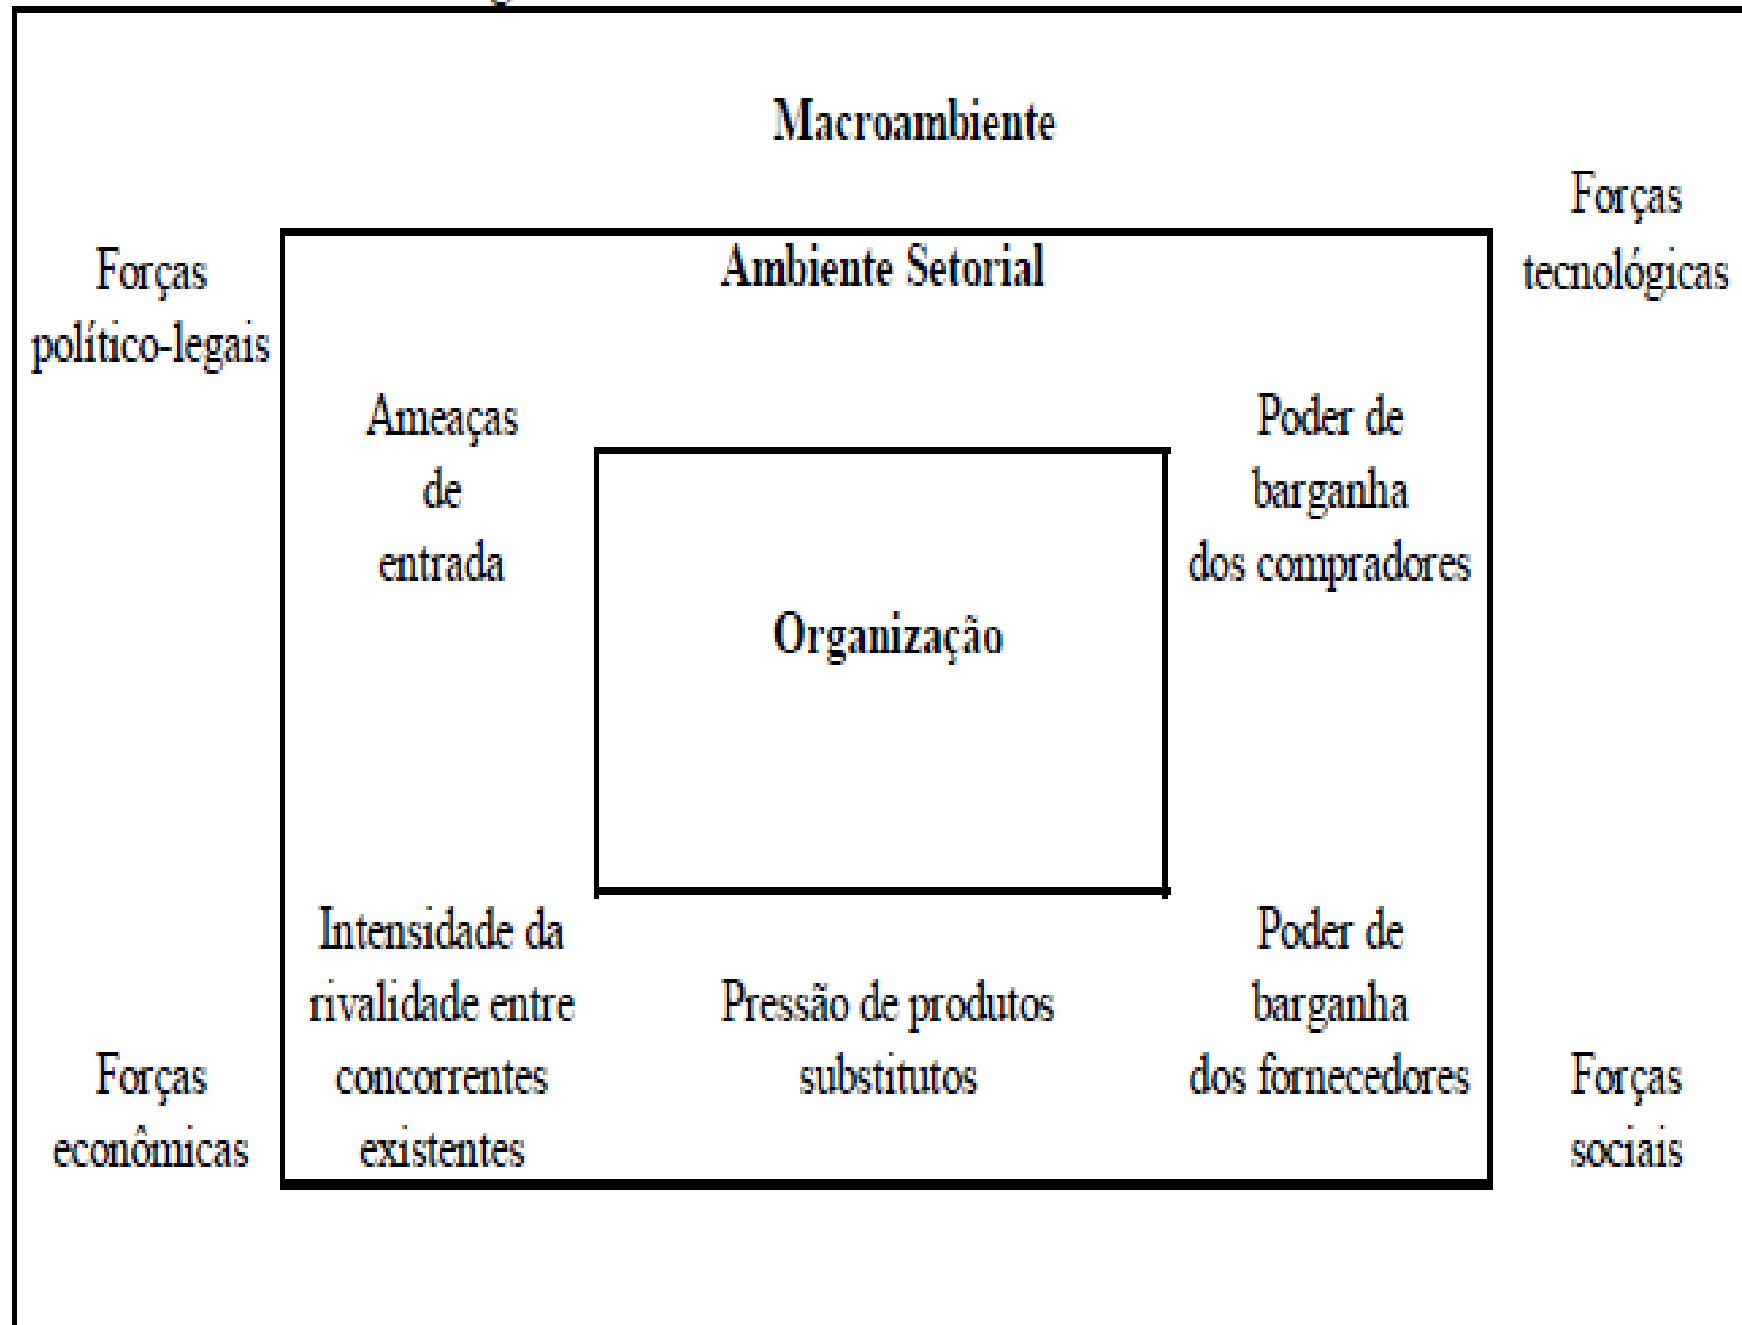 Macroambiente
Forças
tecnológicas
Forças
político-legais
Ambiente Setorial
Ameaças
de
entrada
Poder de
barganha
dos compradores
Organização
Intensidade da
rivalidade entre
concorrentes
existentes
Pressão de produtos
substitutos
Poder de
barganha
dos fornecedores
Forças
econômicas
Forças
sociais